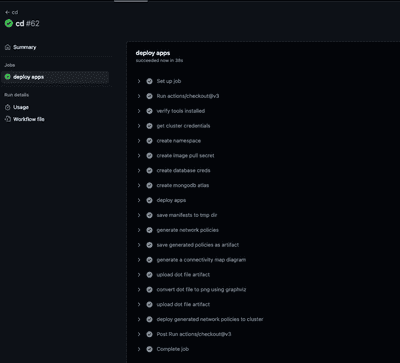 ← cd
cd #62
Summary
Jobs
deploy apps
Run details
Usage
Workflow file
deploy apps
succeeded now in 38s
Set up job
Run actions/checkout@v3
verify tools installed
get cluster credentials
create namespace
create image pull secret
create database creds
create mongodb atlas
deploy apps
save manifests to tmp dir
generate network policies
save generated policies as artifact
generate a connectivity map diagram
upload dot file artifact
convert dot file to png using graphviz
upload dot file artifact
deploy generated network policies to cluster
Post Run actions/checkout@v3
Complete job